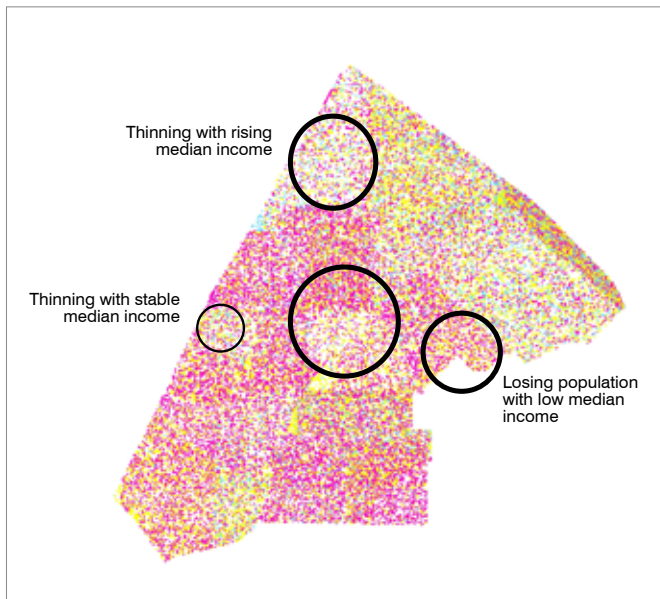 Thinning with rising
median income
Thinning with stable
median income
Losing population
with low median
income